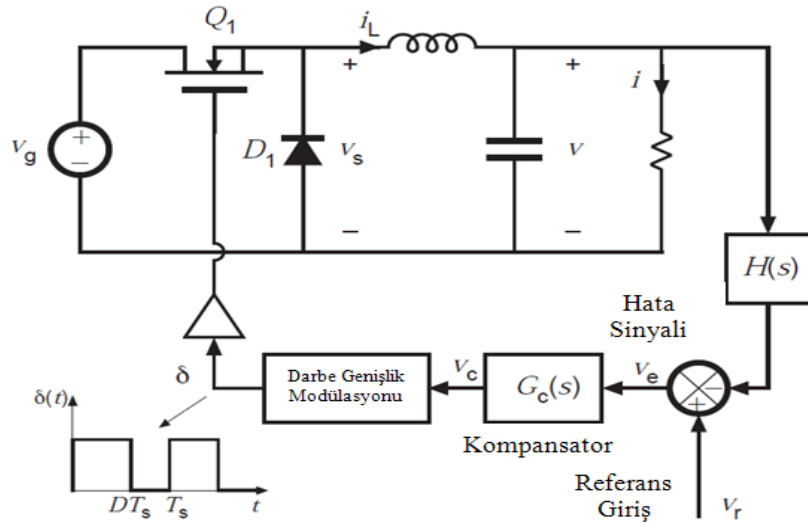 Q1
iL
+
+
i
vg
+
−
D1
vs
v
−
−
H(s)
Hata
Sinyali
δ
Darbe Genişlik
Modülasyonu
vc
Gc(s)
ve
−
+
δ(t)
Kompansator
DTs
Ts
t
Referans
Giriş
vr